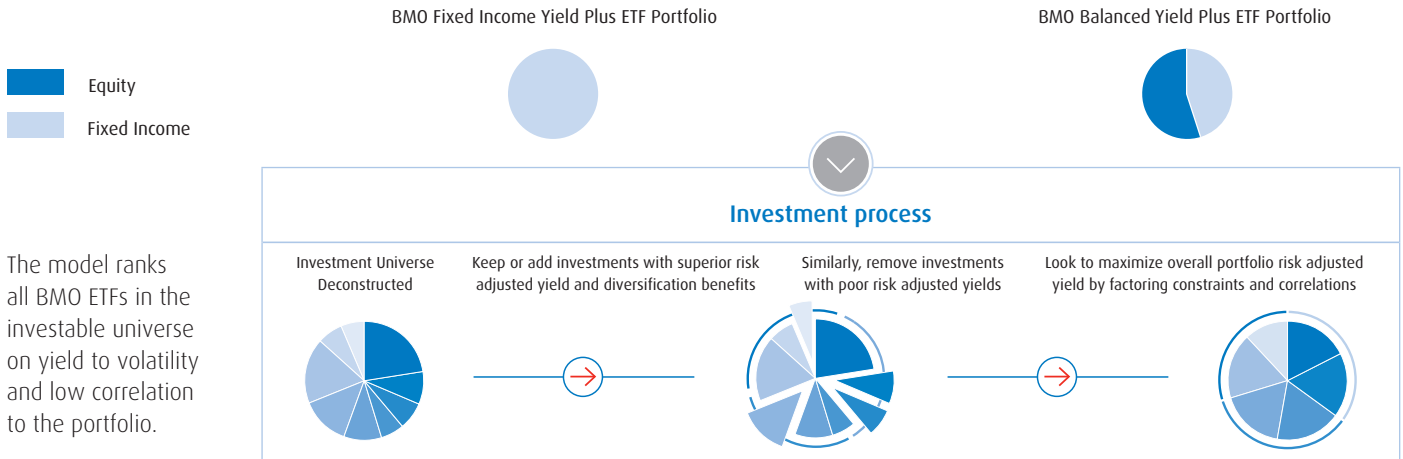 BMO Fixed Income Yield Plus ETF Portfolio
BMO Balanced Yield Plus ETF Portfolio
Equity
Fixed Income
Investment process
The model ranks
all BMO ETFs in the
investable universe
on yield to volatility
and low correlation
to the portfolio.
Investment Universe
Deconstructed
Keep or add investments with superior risk
adjusted yield and diversification benefits
Similarly, remove investments
with poor risk adjusted yields
Look to maximize overall portfolio risk adjusted
yield by factoring constraints and correlations